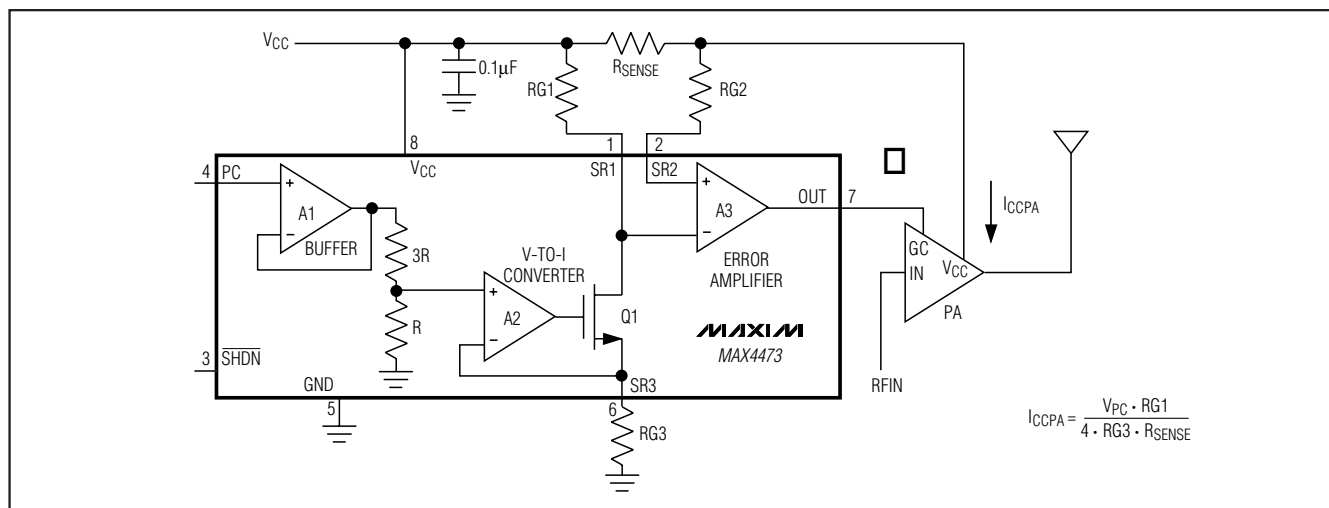 VCC
0.1µF
RG1
RSENSE
RG2
8
VCC
1
SR1
2
SR2
4
PC
A1
BUFFER
3R
R
V-TO-I
CONVERTER
A2
Q1
A3
ERROR
AMPLIFIER
OUT
7
ICCPA
GC
VCC
IN
PA
RFIN
MAXIM
MAX4473
3
SHDN
GND
5
SR3
6
RG3
ICCPA = VPC • RG1
4 • RG3 • RSENSE